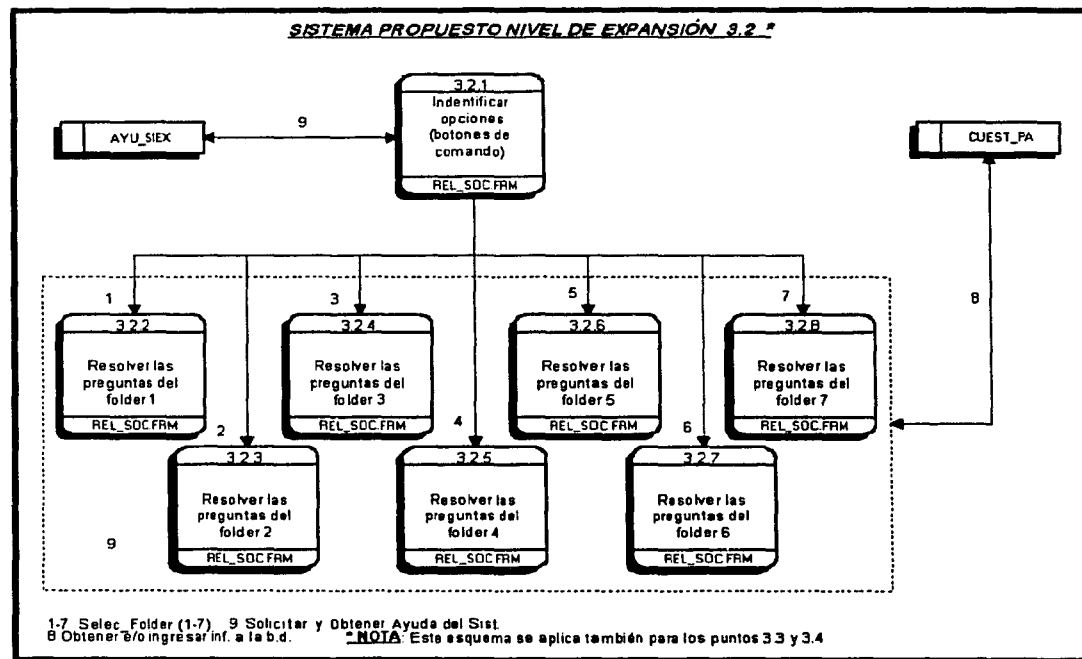 SISTEMA PROPUESTO NIVEL DE EXPANSIÓN 3.2 *
3.2.1
Indentificar
opciones
(botones de
comando)
REL_SOC.FRM
AYU_SIEX
9
CUEST_PA
8
1
3.2.2
Resolver las
preguntas del
folder 1
REL_SOC.FRM
3
3.2.4
Resolver las
preguntas del
folder 3
REL_SOC.FRM
5
3.2.6
Resolver las
preguntas del
folder 5
REL_SOC.FRM
7
3.2.8
Resolver las
preguntas del
folder 7
REL_SOC.FRM
2
3.2.3
Resolver las
preguntas del
folder 2
REL_SOC.FRM
4
3.2.5
Resolver las
preguntas del
folder 4
REL_SOC.FRM
6
3.2.7
Resolver las
preguntas del
folder 6
REL_SOC.FRM
9
1-7 Selec_Folder (1-7) 9 Solicitar y Obtener Ayuda del Sist.
8 Obtener e/o ingresar inf. a la b.d. * NOTA: Este esquema se aplica también para los puntos 3.3 y 3.4